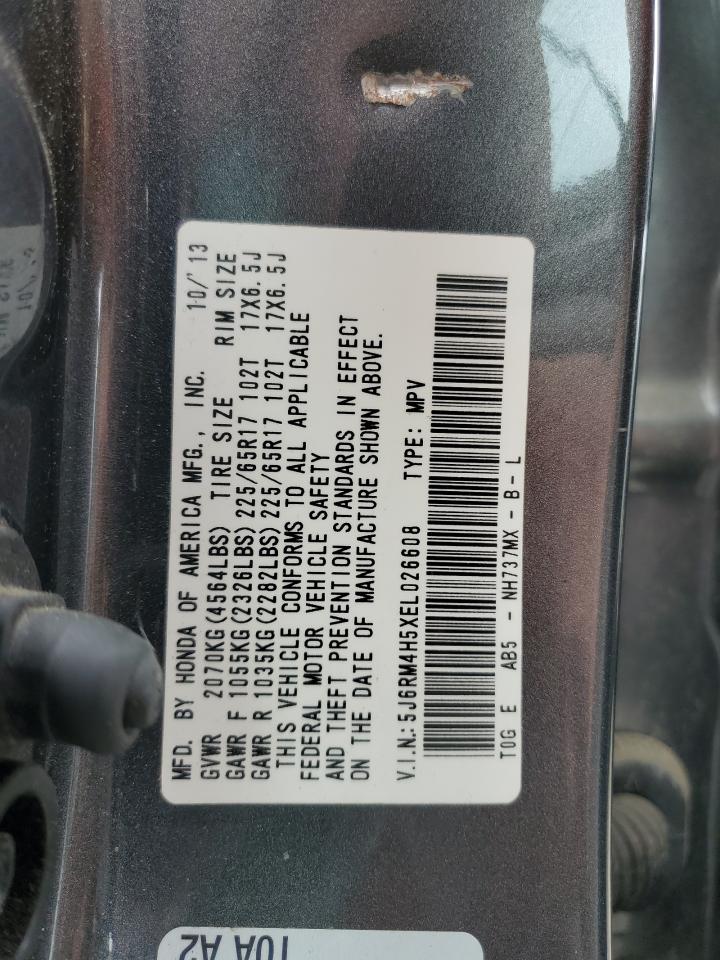 MFD. BY HONDA OF AMERICA MFG., INC. 10/'13
GVWR 2070KG(4564LBS) TIRE SIZE RIM SIZE
GAWR F 1055KG(2326LBS) 225/65R17 102T 17X6.5J
GAWR R 1035KG(2282LBS) 225/65R17 102T 17X6.5J
THIS VEHICLE CONFORMS TO ALL APPLICABLE
FEDERAL MOTOR VEHICLE SAFETY
AND THEFT PREVENTION STANDARDS IN EFFECT
ON THE DATE OF MANUFACTURE SHOWN ABOVE.
V.I.N.: 5J6RM4H5XEL026608 TYPE: MPV
T0G E AB5 - NH737MX - B - L
10A A2